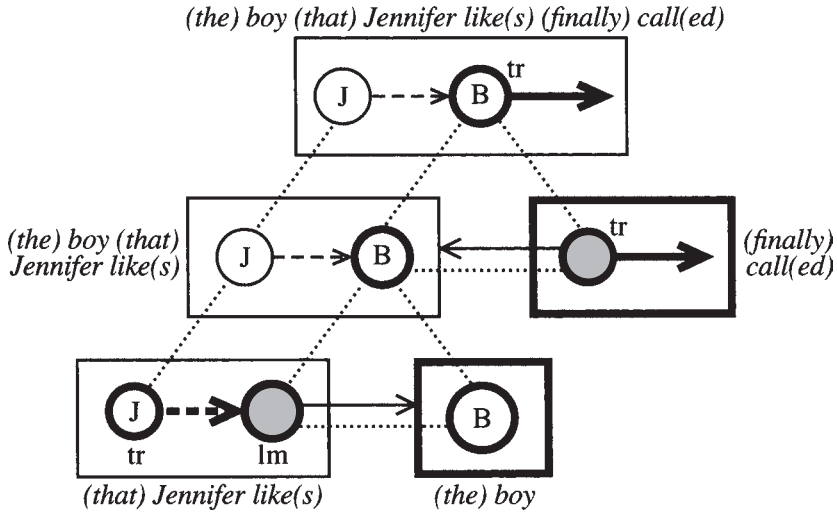 (the) boy (that) Jennifer like(s) (finally) call(ed)
J
B
tr
(the) boy (that)
Jennifer like(s)
J
B
tr
(finally)
call(ed)
J
tr
lm
B
(that) Jennifer like(s)
(the) boy